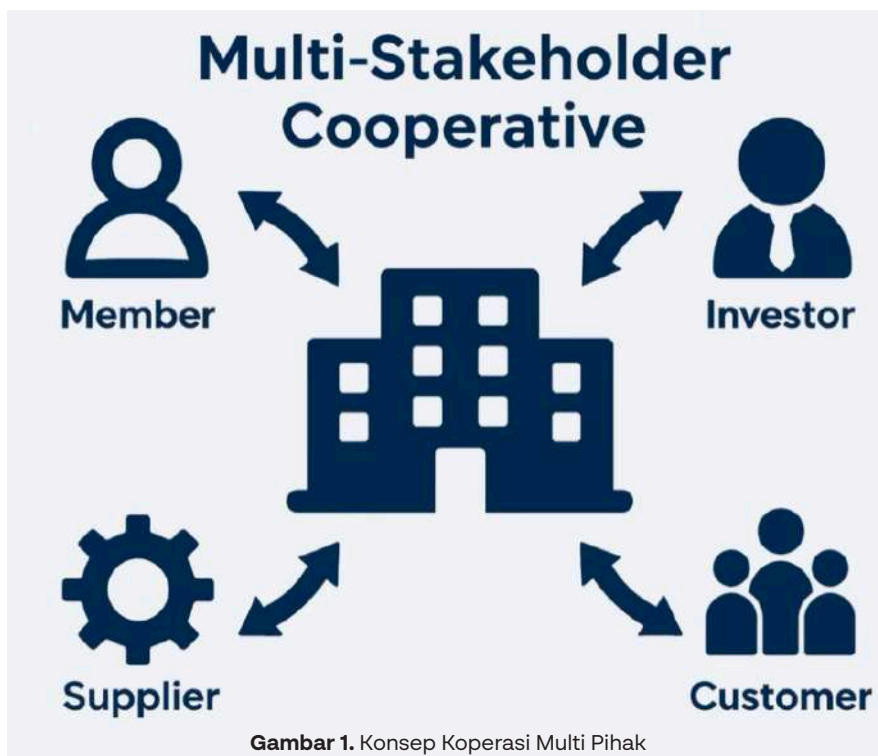 Multi-Stakeholder
Cooperative
Member
Investor
Supplier
Customer
Gambar 1. Konsep Koperasi Multi Pihak